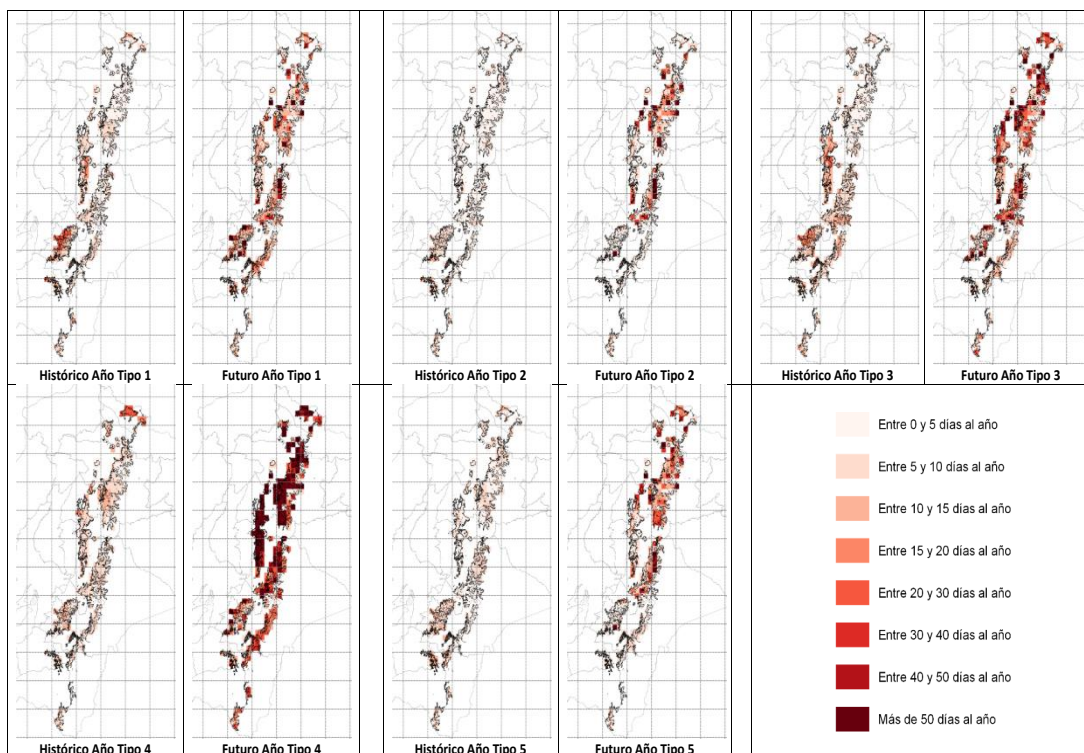 Histórico Año Tipo 1
Futuro Año Tipo 1
Histórico Año Tipo 2
Futuro Año Tipo 2
Histórico Año Tipo 3
Futuro Año Tipo 3
Histórico Año Tipo 4
Futuro Año Tipo 4
Histórico Año Tipo 5
Futuro Año Tipo 5
Entre 0 y 5 días al año
Entre 5 y 10 días al año
Entre 10 y 15 días al año
Entre 15 y 20 días al año
Entre 20 y 30 días al año
Entre 30 y 40 días al año
Entre 40 y 50 días al año
Más de 50 días al año